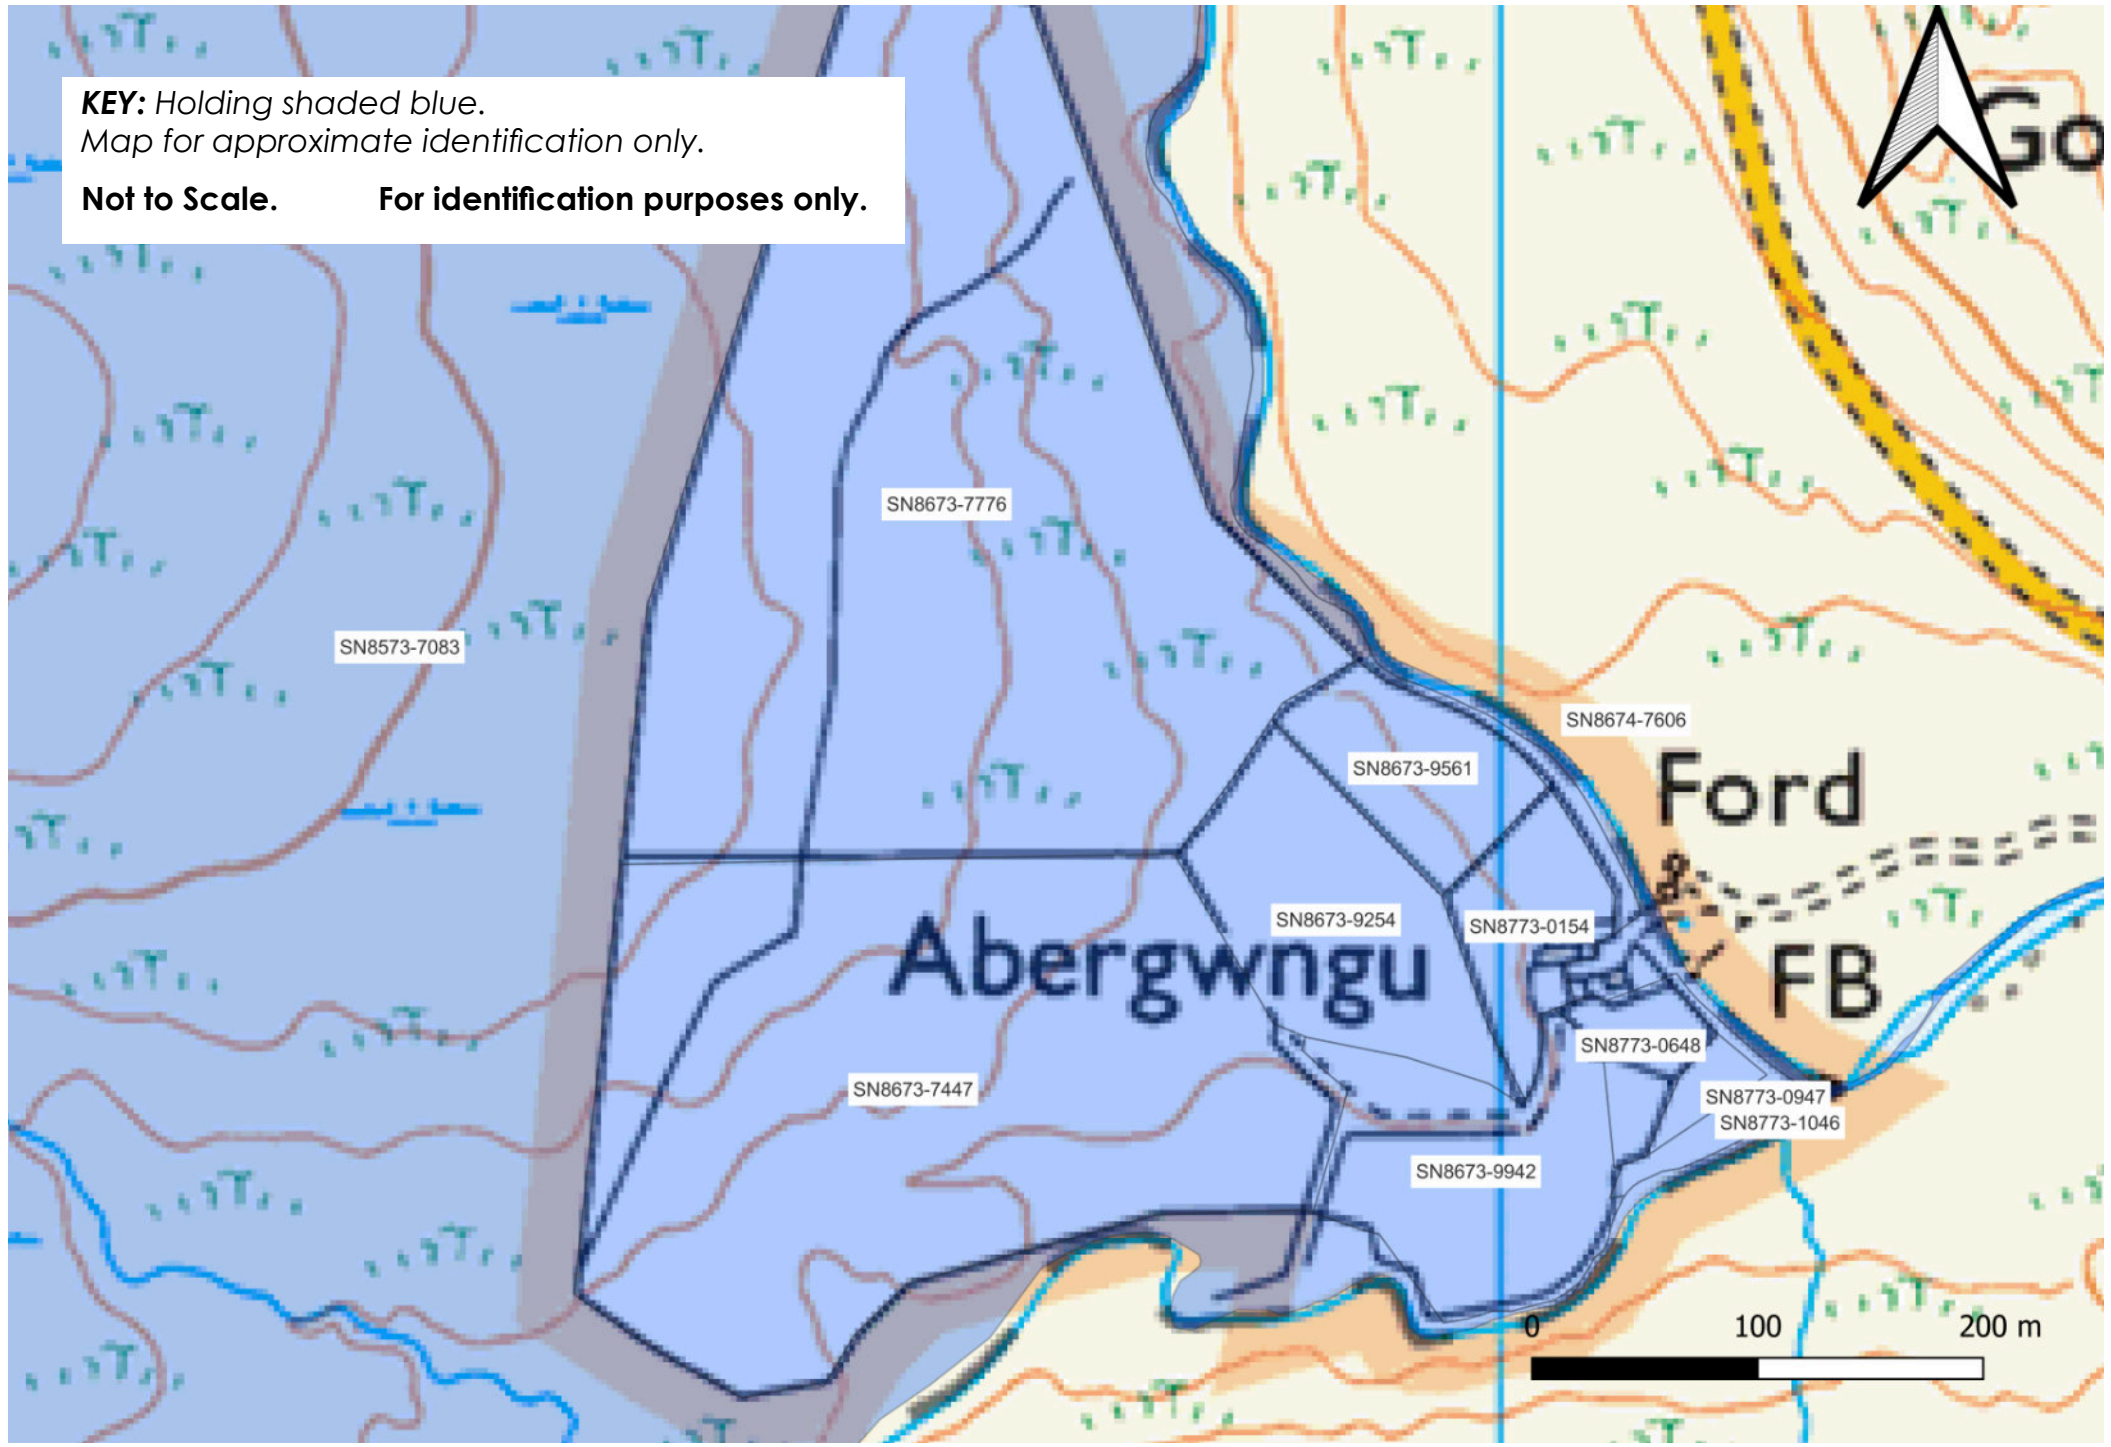 KEY: Holding shaded blue.
Map for approximate identification only.
Not to Scale. For identification purposes only.
Go
SN8673-7776
SN8573-7083
SN8674-7606
SN8673-9561
Ford
SN8673-9254
SN8773-0154
Abergwngu
FB
SN8773-0648
SN8673-7447
SN8773-0947
SN8773-1046
SN8673-9942
0 100 200 m